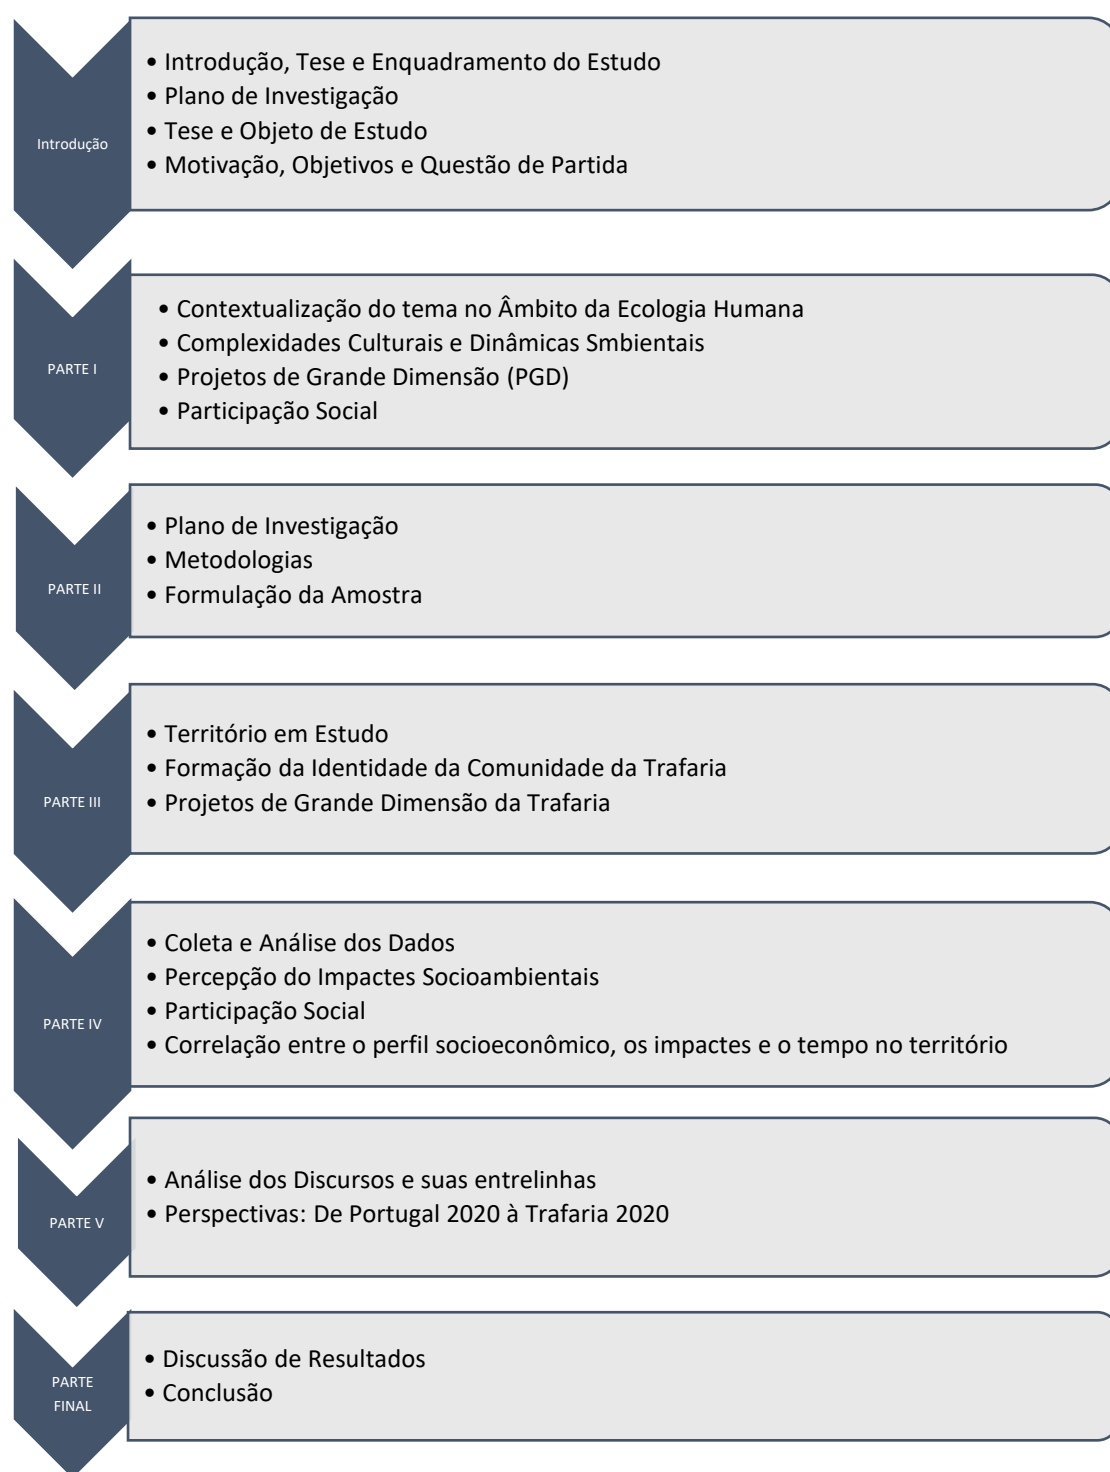 Introdução
• Introdução, Tese e Enquadramento do Estudo
• Plano de Investigação
• Tese e Objeto de Estudo
• Motivação, Objetivos e Questão de Partida
PARTE I
• Contextualização do tema no Âmbito da Ecologia Humana
• Complexidades Culturais e Dinâmicas Smbientais
• Projetos de Grande Dimensão (PGD)
• Participação Social
PARTE II
• Plano de Investigação
• Metodologias
• Formulação da Amostra
PARTE III
• Território em Estudo
• Formação da Identidade da Comunidade da Trafaria
• Projetos de Grande Dimensão da Trafaria
PARTE IV
• Coleta e Análise dos Dados
• Percepção do Impactes Socioambientais
• Participação Social
• Correlação entre o perfil socioeconômico, os impactes e o tempo no território
PARTE V
• Análise dos Discursos e suas entrelinhas
• Perspectivas: De Portugal 2020 à Trafaria 2020
PARTE
FINAL
• Discussão de Resultados
• Conclusão